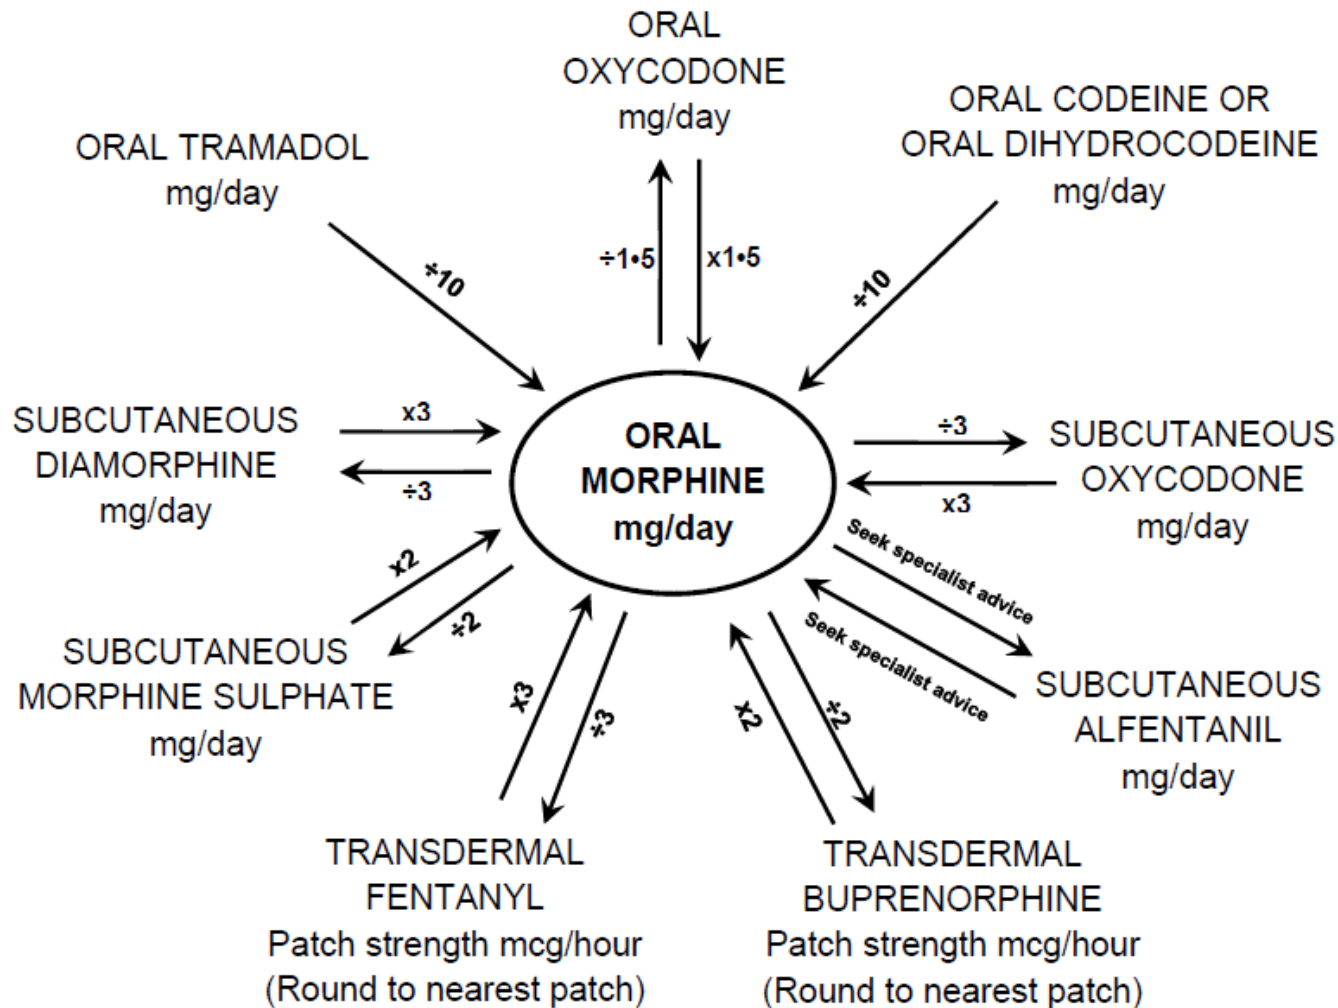 ORAL
OXYCODONE
mg/day
ORAL CODEINE OR
ORAL DIHYDROCODEINE
mg/day
ORAL TRAMADOL
mg/day
÷10
÷1•5
x1•5
÷10
SUBCUTANEOUS
DIAMORPHINE
mg/day
x3
÷3
ORAL
MORPHINE
mg/day
÷3
x3
SUBCUTANEOUS
OXYCODONE
mg/day
x2
÷2
SUBCUTANEOUS
MORPHINE SULPHATE
mg/day
Seek specialist advice
Seek specialist advice
SUBCUTANEOUS
ALFENTANIL
mg/day
x3
÷3
x2
÷2
TRANSDERMAL
FENTANYL
Patch strength mcg/hour
(Round to nearest patch)
TRANSDERMAL
BUPRENORPHINE
Patch strength mcg/hour
(Round to nearest patch)